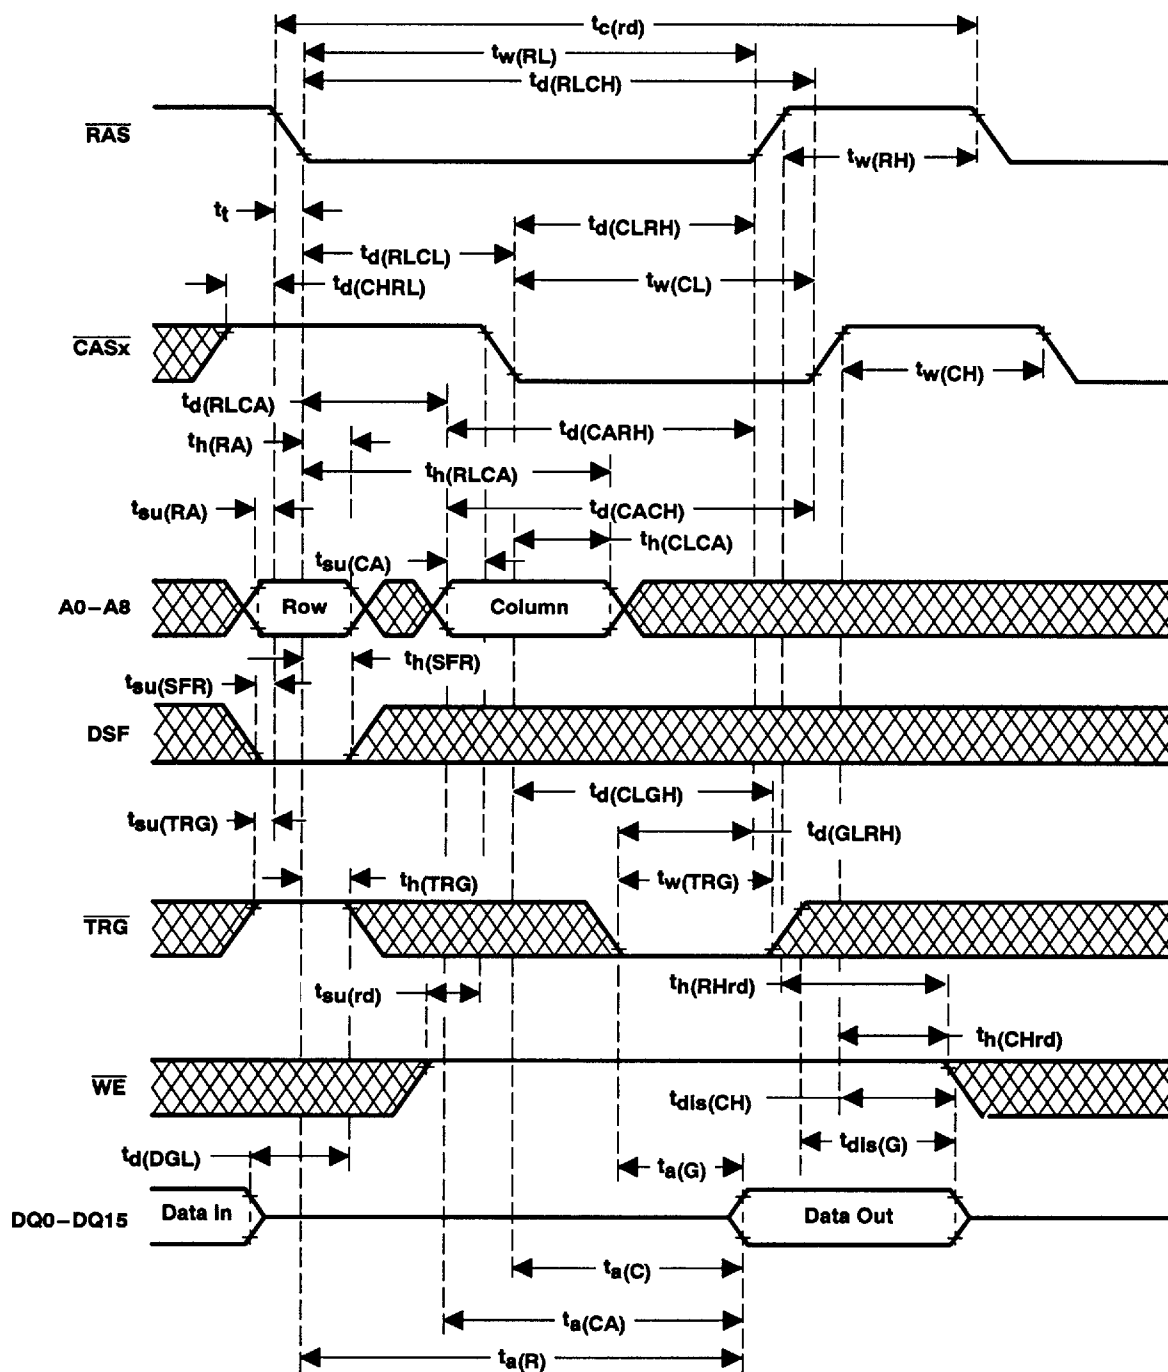 tc(rd)
tw(RL)
td(RLCH)
RAS
tw(RH)
tt
td(CLRH)
td(RLCL)
td(CHRL)
tw(CL)
CASx
tw(CH)
td(RLCA)
td(CARH)
th(RA)
th(RLCA)
tsu(RA)
td(CACH)
th(CLCA)
tsu(CA)
A0–A8
Row
Column
th(SFR)
tsu(SFR)
DSF
td(CLGH)
tsu(TRG)
td(GLRH)
th(TRG)
tw(TRG)
TRG
th(RHrd)
tsu(rd)
th(CHrd)
WE
tdis(CH)
tdis(G)
td(DGL)
ta(G)
DQ0–DQ15
Data In
Data Out
ta(C)
ta(CA)
ta(R)